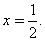 x = 1/2.